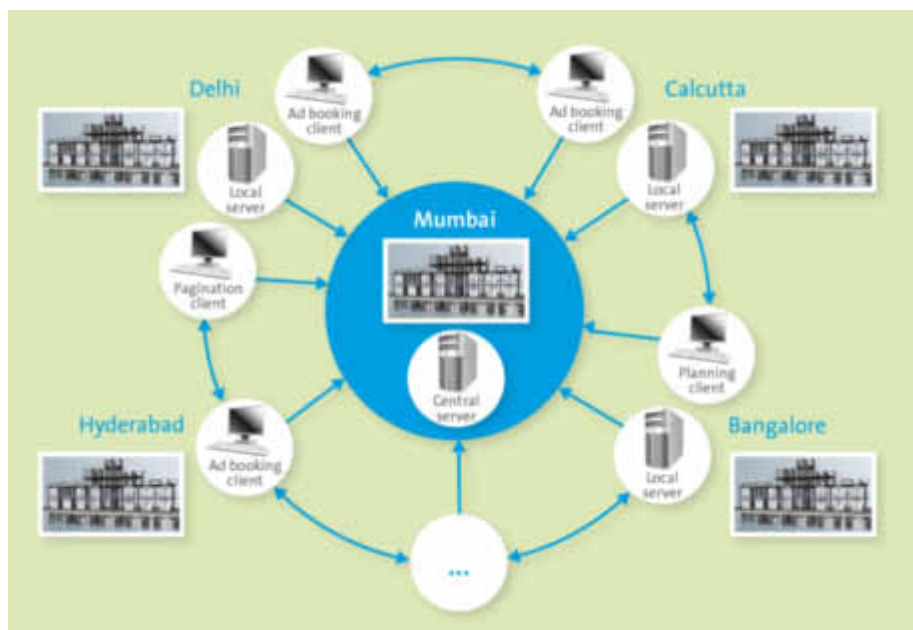 Delhi
Ad booking
client
Ad booking
client
Calcutta
Local
server
Local
server
Mumbai
Pagination
client
Central
server
Planning
client
Hyderabad
Ad booking
client
Bangalore
Local
server
...